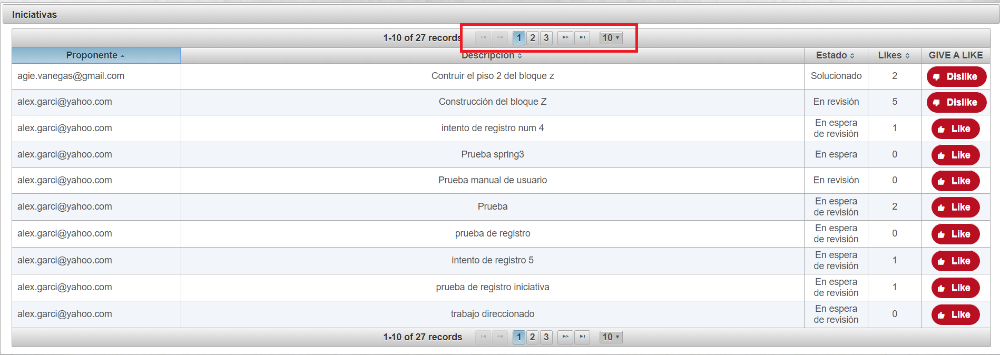 Iniciativas
1-10 of 27 records 1 2 3 10
Proponente Descripción Estado Likes GIVE A LIKE
agie.vanegas@gmail.com Contruir el piso 2 del bloque z Solucionado 2 Dislike
alex.garci@yahoo.com Construcción del bloque Z En revisión 5 Dislike
alex.garci@yahoo.com intento de registro num 4 En espera de revisión 1 Like
alex.garci@yahoo.com Prueba spring3 En espera 0 Like
alex.garci@yahoo.com Prueba manual de usuario En revisión 0 Like
alex.garci@yahoo.com Prueba En espera de revisión 2 Like
alex.garci@yahoo.com prueba de registro En espera de revisión 0 Like
alex.garci@yahoo.com intento de registro 5 En espera de revisión 1 Like
alex.garci@yahoo.com prueba de registro iniciativa En espera de revisión 1 Like
alex.garci@yahoo.com trabajo direccionado En espera de revisión 0 Like
1-10 of 27 records 1 2 3 10